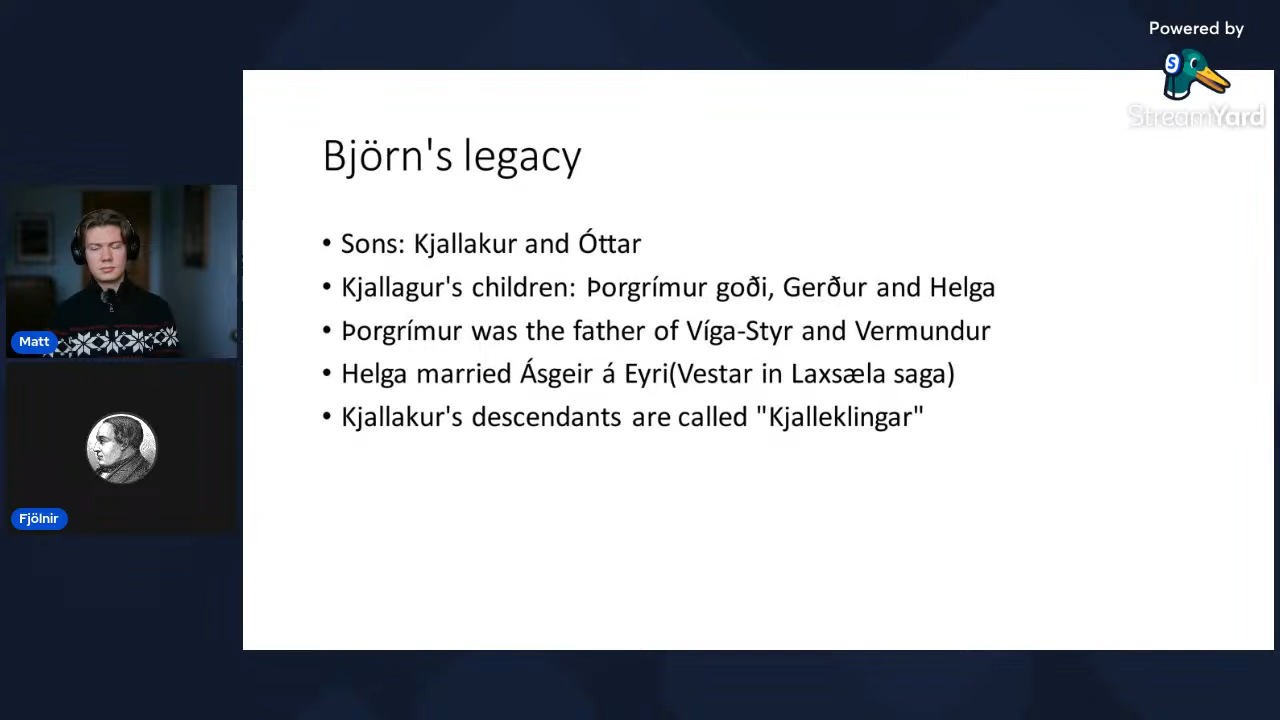 Powered by
StreamYard
Björn's legacy
• Sons: Kjallakur and Óttar
• Kjallagur's children: Þorgrímur goði, Gerður and Helga
• Þorgrímur was the father of Víga-Styr and Vermundur
• Helga married Ásgeir á Eyri(Vestar in Laxsæla saga)
• Kjallakur's descendants are called "Kjalleklingar"
Matt
Fjölnir